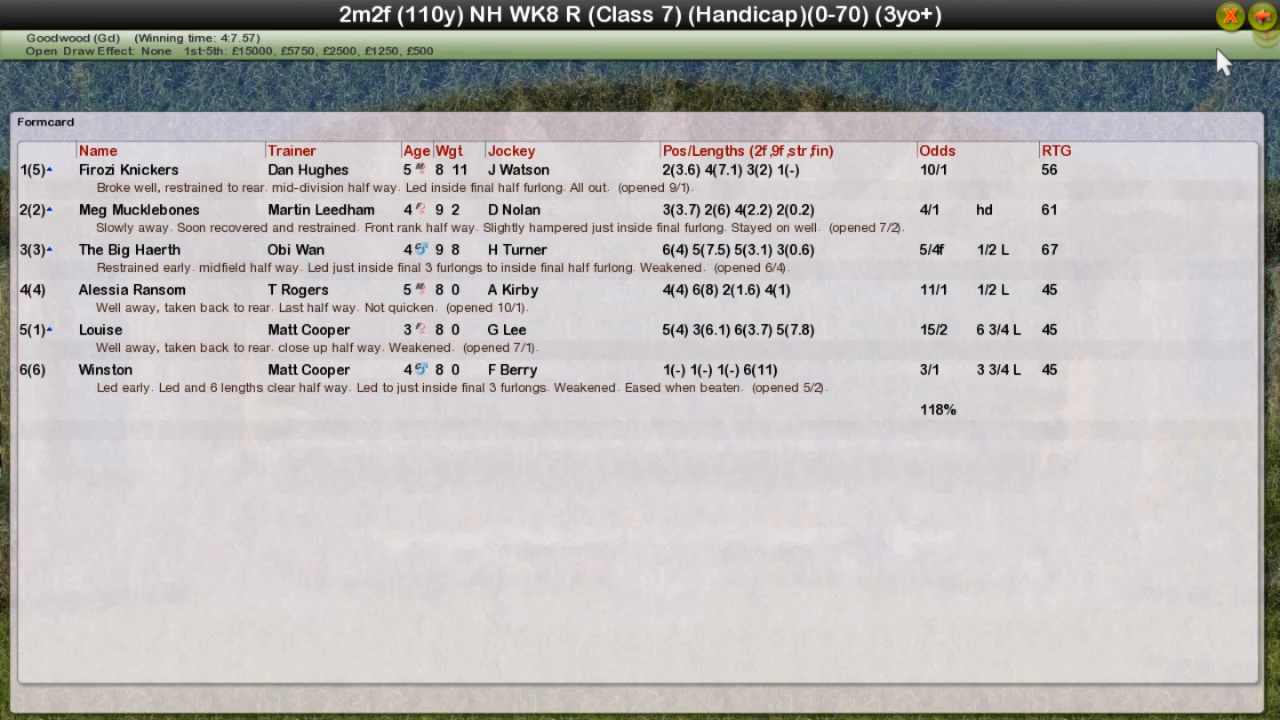 2m2f (110y) NH WK8 R (Class 7) (Handicap)(0-70) (3yo+)
Goodwood (Gd) (Winning time: 4:7.57)
Open Draw Effect: None 1st-5th: £15000, £5750, £2500, £1250, £500
Formcard
Name Trainer Age Wgt Jockey Pos/Lengths (2f,9f,str,fin) Odds RTG
1(5) Firozi Knickers Dan Hughes 5 8 11 J Watson 2(3.6) 4(7.1) 3(2) 1(-) 10/1 56
Broke well, restrained to rear. mid-division half way. Led inside final half furlong. All out. (opened 9/1).
2(2) Meg Mucklebones Martin Leedham 4 9 2 D Nolan 3(3.7) 2(6) 4(2.2) 2(0.2) 4/1 hd 61
Slowly away. Soon recovered and restrained. Front rank half way. Slightly hampered just inside final furlong. Stayed on well. (opened 7/2).
3(3) The Big Haerth Obi Wan 4 9 8 H Turner 6(4) 5(7.5) 5(3.1) 3(0.6) 5/4f 1/2 L 67
Restrained early. midfield half way. Led just inside final 3 furlongs to inside final half furlong. Weakened. (opened 6/4).
4(4) Alessia Ransom T Rogers 5 8 0 A Kirby 4(4) 6(8) 2(1.6) 4(1) 11/1 1/2 L 45
Well away, taken back to rear. Last half way. Not quicken. (opened 10/1).
5(1) Louise Matt Cooper 3 8 0 G Lee 5(4) 3(6.1) 6(3.7) 5(7.8) 15/2 6 3/4 L 45
Well away, taken back to rear. close up half way. Weakened. (opened 7/1).
6(6) Winston Matt Cooper 4 8 0 F Berry 1(-) 1(-) 1(-) 6(11) 3/1 3 3/4 L 45
Led early. Led and 6 lengths clear half way. Led to just inside final 3 furlongs. Weakened. Eased when beaten. (opened 5/2).
118%